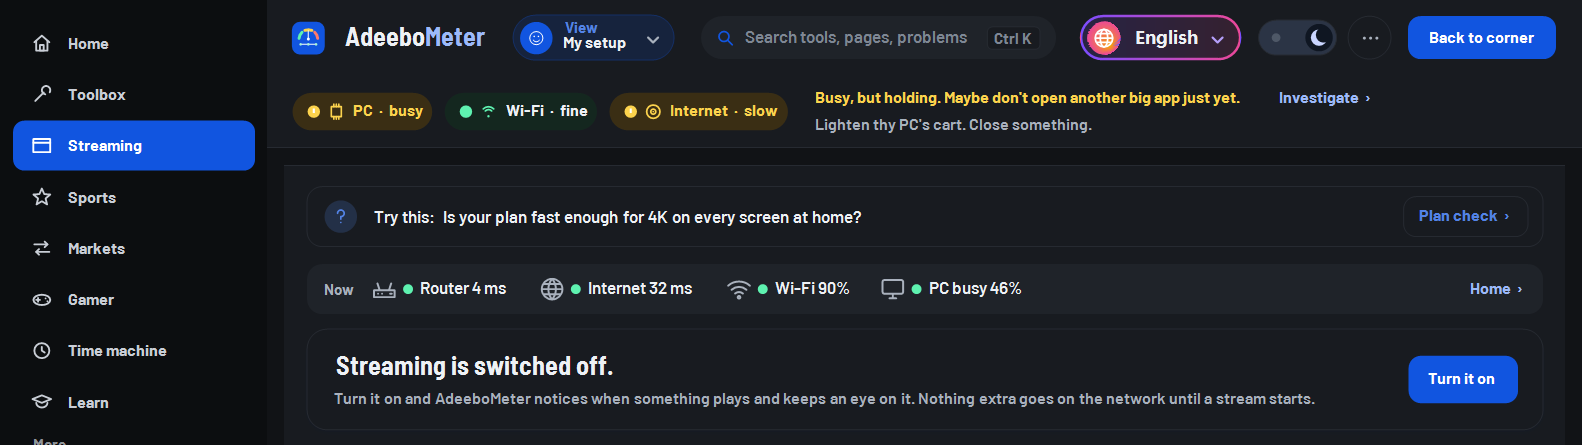 Home
Toolbox
Streaming
Sports
Markets
Gamer
Time machine
Learn
More
AdeeboMeter
View
My setup
Search tools, pages, problems
Ctrl K
English
Back to corner
PC · busy
Wi-Fi · fine
Internet · slow
Busy, but holding. Maybe don't open another big app just yet.
Investigate ›
Lighten thy PC's cart. Close something.
? Try this: Is your plan fast enough for 4K on every screen at home?
Plan check ›
Now Router 4 ms Internet 32 ms Wi-Fi 90% PC busy 46% Home ›
Streaming is switched off.
Turn it on and AdeeboMeter notices when something plays and keeps an eye on it. Nothing extra goes on the network until a stream starts.
Turn it on